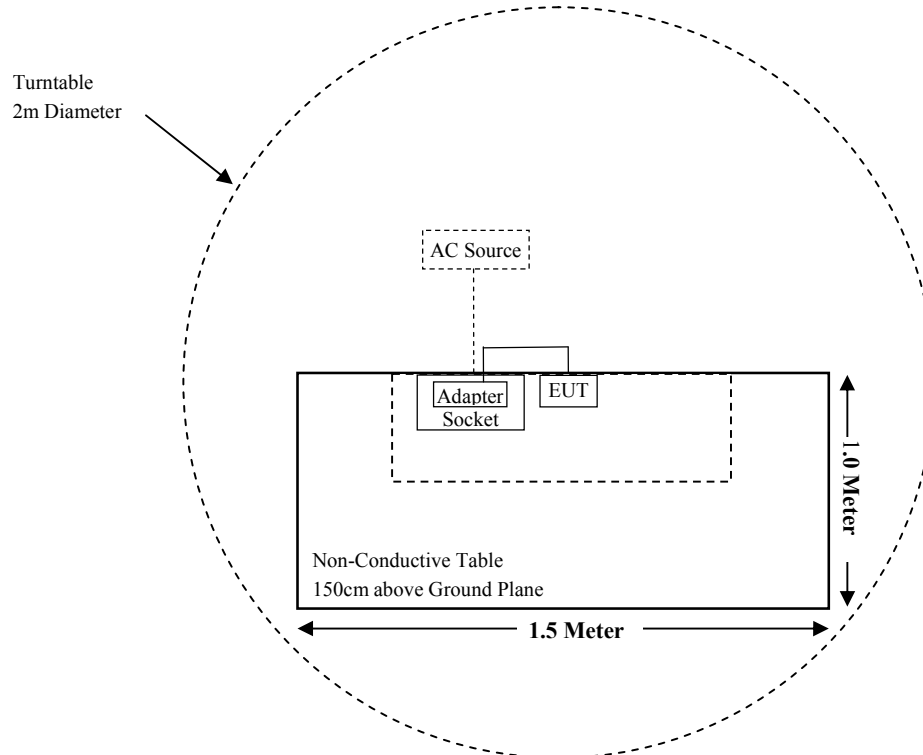 Turntable
2m Diameter
AC Source
Adapter
Socket
EUT
1.0 Meter
Non-Conductive Table
150cm above Ground Plane
1.5 Meter